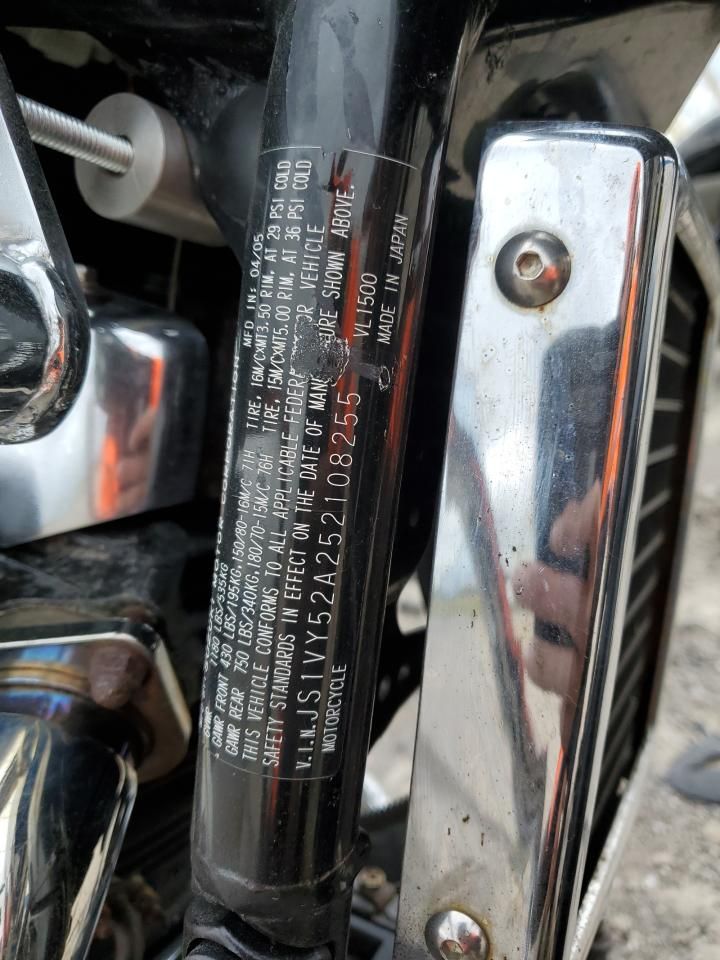 MOTOR CORPORATION MFD IN: 04/05
GVWR 1180 LBS/535KG
GAWR FRONT 430 LBS/195KG,150/80-16M/C 71H TIRE, 16M/CXMT3.50 RIM, AT 29 PSI COLD
GAWR REAR 750 LBS/340KG,180/70-15M/C 76H TIRE, 15M/CXMT5.00 RIM, AT 36 PSI COLD
THIS VEHICLE CONFORMS TO ALL APPLICABLE FEDERAL VEHICLE
SAFETY STANDARDS IN EFFECT ON THE DATE OF SHOWN ABOVE.
V.I.N.JS1VY52A252108255 VL1500
MOTORCYCLE MADE IN JAPAN